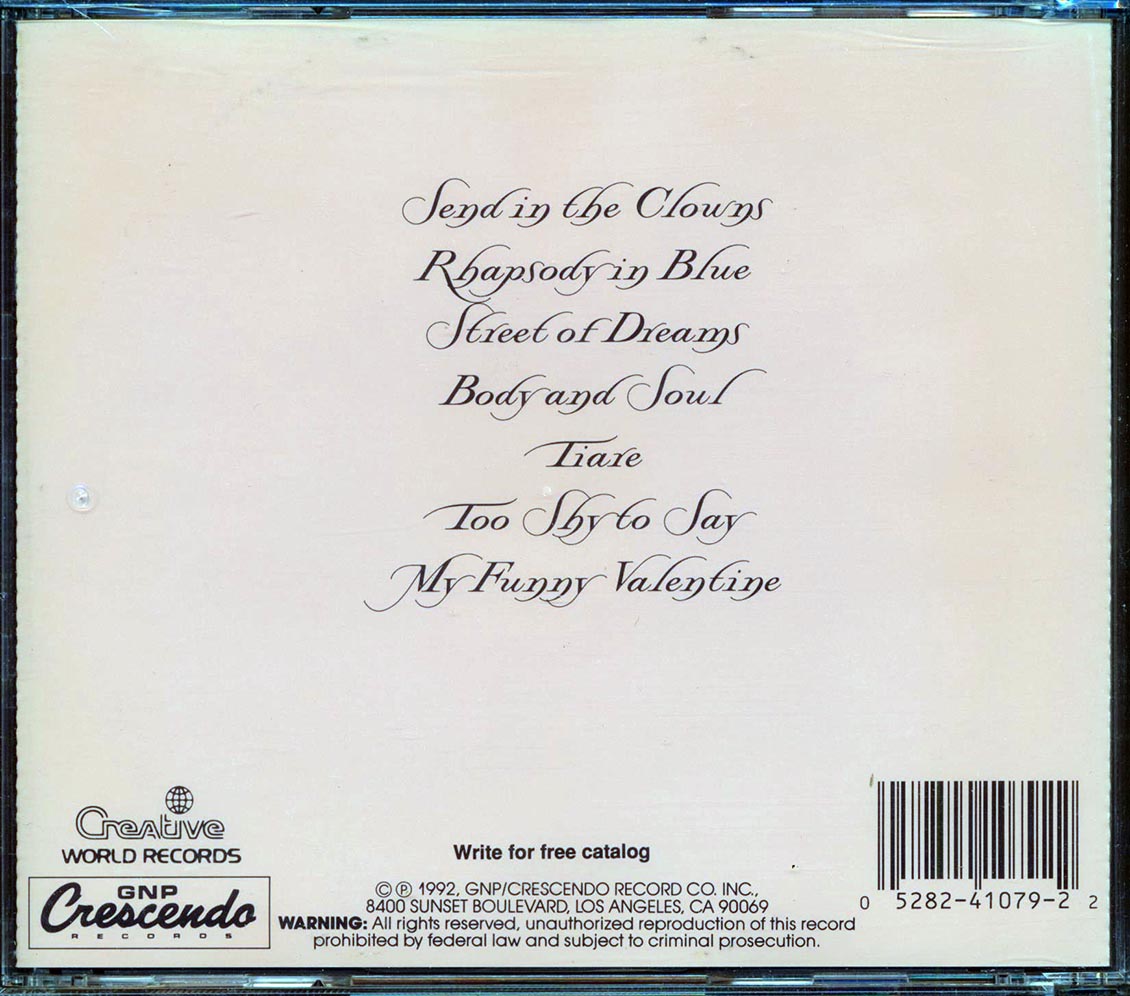 Send in the Clowns
Rhapsody in Blue
Street of Dreams
Body and Soul
Tiare
Too Shy to Say
My Funny Valentine
Creative
WORLD RECORDS
GNP
Crescendo
RECORDS
Write for free catalog
© ℗ 1992, GNP/CRESCENDO RECORD CO. INC.,
8400 SUNSET BOULEVARD, LOS ANGELES, CA 90069
WARNING: All rights reserved, unauthorized reproduction of this record
prohibited by federal law and subject to criminal prosecution.
0 5282-41079-2 2